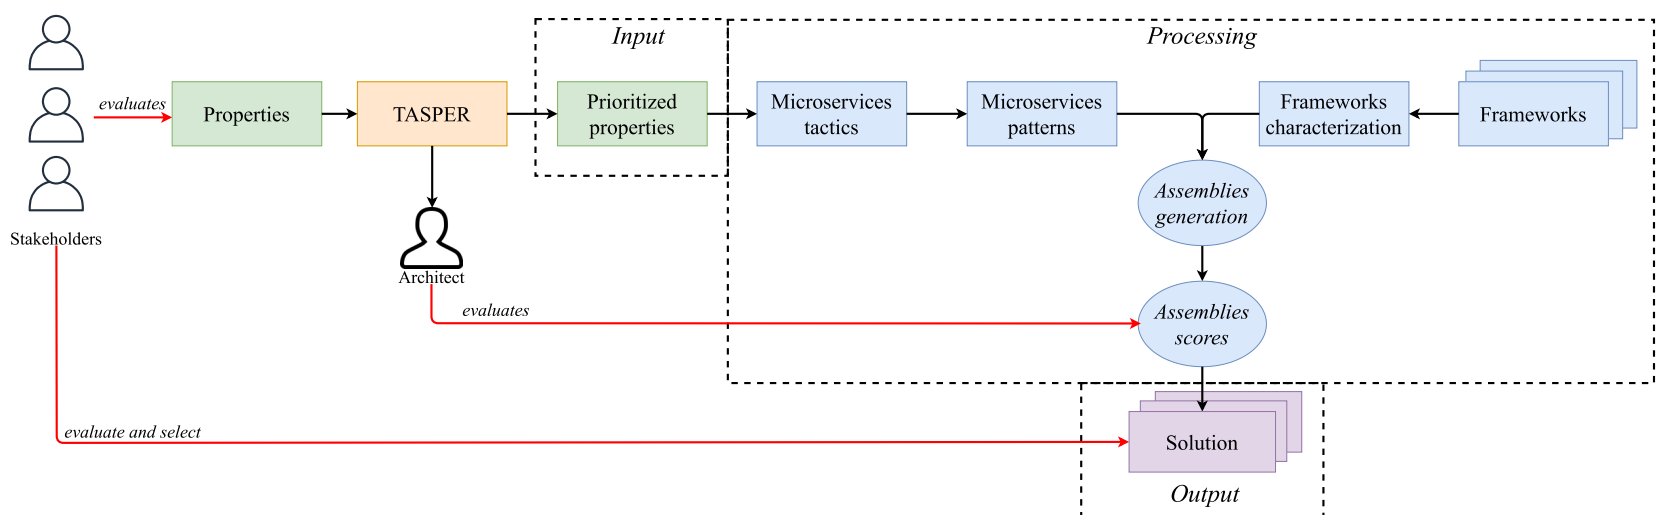 Input
Processing
evaluates
Properties
TASPER
Prioritized
properties
Microservices
tactics
Microservices
patterns
Frameworks
characterization
Frameworks
Assemblies
generation
Stakeholders
Architect
evaluates
Assemblies
scores
evaluate and select
Solution
Output